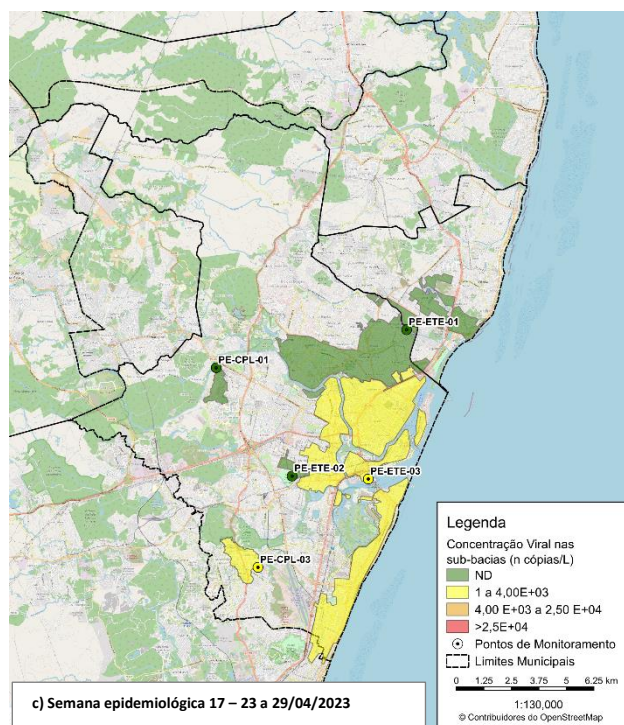 PE-ETE-01
PE-CPL-01
PE-ETE-02
PE-ETE-03
PE-CPL-03
Legenda
Concentração Viral nas
sub-bacias (n cópias/L)
ND
1 a 4,00E+03
4,00 E+03 a 2,50 E+04
>2,5E+04
Pontos de Monitoramento
Limites Municipais
0 1.25 2.5 3.75 5 6.25 km
1:130,000
© Contribuidores do OpenStreetMap
c) Semana epidemiológica 17 – 23 a 29/04/2023